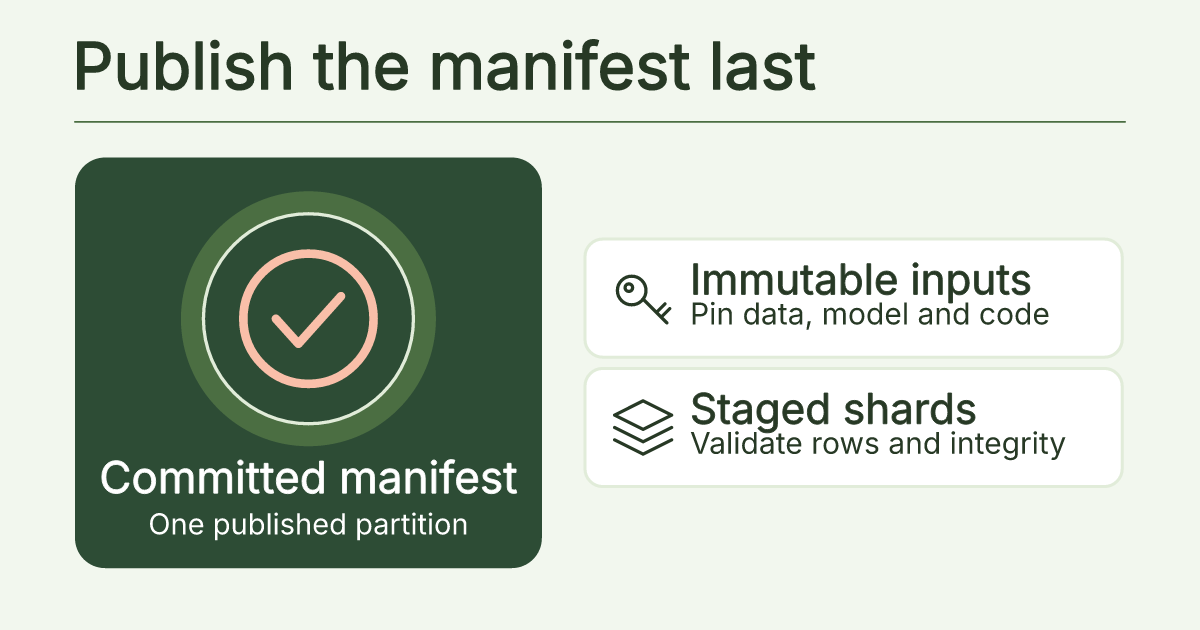 Publish the manifest last
Committed manifest
One published partition
Immutable inputs
Pin data, model and code
Staged shards
Validate rows and integrity